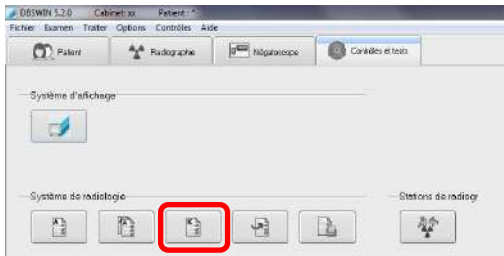 DBSWIN 5.2.0 Cabinet: xx Patient: *
Fichier Examen Traiter Options Contrôles Aide
Patient Radiographie Négatoscope Contrôles et tests
Système d'affichage
Système de radiologie Stations de radiogr